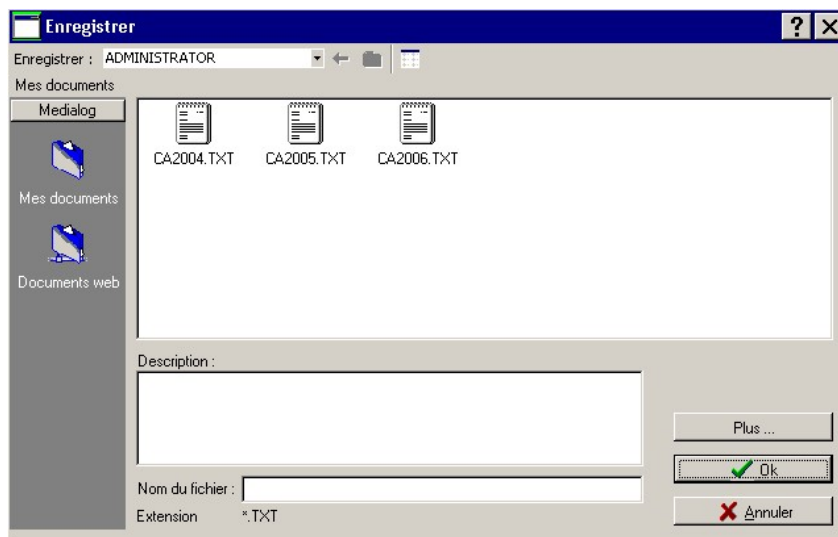 Enregistrer
Enregistrer : ADMINISTRATOR
Mes documents
Medialog
CA2004.TXT CA2005.TXT CA2006.TXT
Mes documents
Documents web
Description :
Plus ...
Ok
Nom du fichier :
Annuler
Extension *.TXT